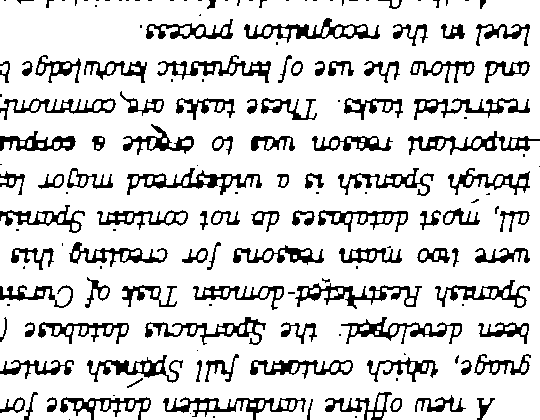 A new offline handwritten database for
guage, which contains full Spanish senten
been developed: the Spartacus database (
Spanish Restricted-domain Task of Cursiv
were two main reasons for creating this
all, most databases do not contain Spanis
though Spanish is a widespread major la
important reason was to create a corpus
restricted tasks. These tasks are commonly
and allow the use of linguistic knowledge b
level in the recognition process.